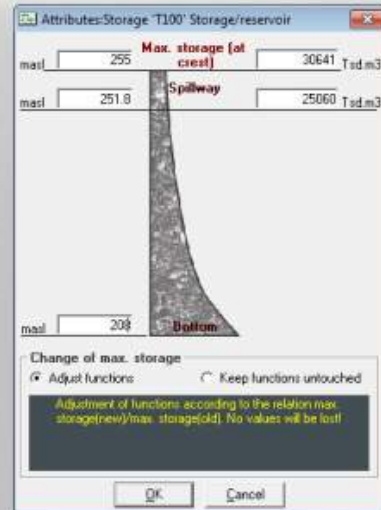 Attributes:Storage 'T100' Storage/reservoir
masl 255 Max. storage (at crest) 30641 Tsd.m3
masl 251.8 Spillway 25060 Tsd.m3
masl 208 Bottom
Change of max. storage
Adjust functions Keep functions untouched
Adjustment of functions according to the relation max.
storage(new)/max. storage(old). No values will be lost!
OK Cancel